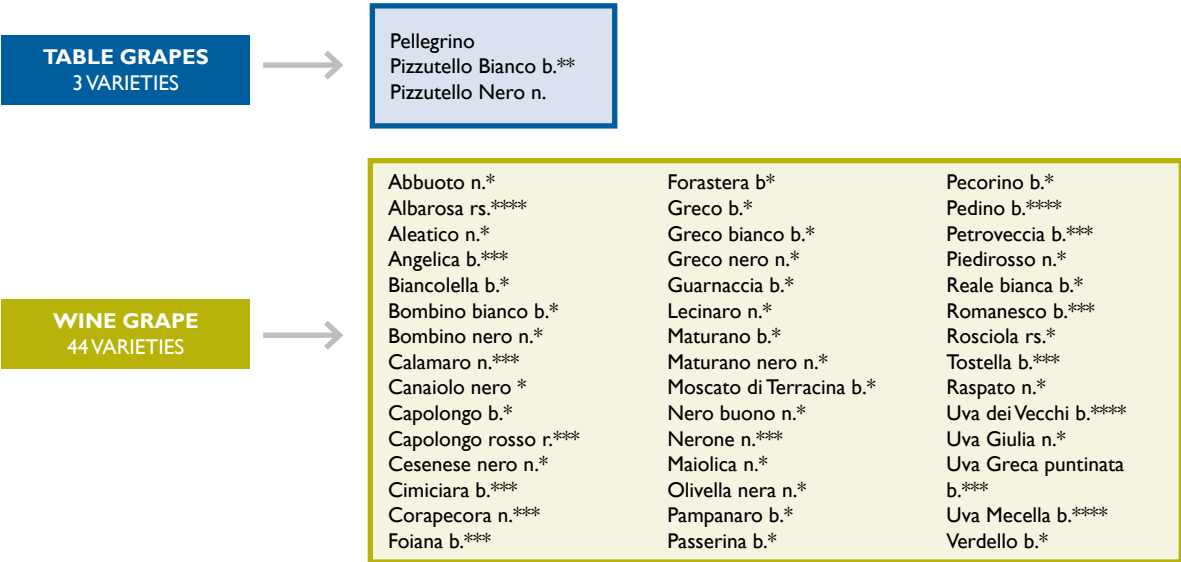 TABLE GRAPES
3 VARIETIES
Pellegrino
Pizzutello Bianco b.**
Pizzutello Nero n.
WINE GRAPE
44 VARIETIES
Abbuoto n.*
Albarosa rs.****
Aleatico n.*
Angelica b.***
Biancolella b.*
Bombino bianco b.*
Bombino nero n.*
Calamaro n.***
Canaiolo nero *
Capolongo b.*
Capolongo rosso r.***
Cesenese nero n.*
Cimiciara b.***
Corapecora n.***
Foiana b.***
Forastera b*
Greco b.*
Greco bianco b.*
Greco nero n.*
Guarnaccia b.*
Lecinaro n.*
Maturano b.*
Maturano nero n.*
Moscato di Terracina b.*
Nero buono n.*
Nerone n.***
Maiolica n.*
Olivella nera n.*
Pampanaro b.*
Passerina b.*
Pecorino b.*
Pedino b.****
Petroveccia b.***
Piedirosso n.*
Reale bianca b.*
Romanesco b.***
Rosciola rs.*
Tostella b.***
Raspato n.*
Uva dei Vecchi b.****
Uva Giulia n.*
Uva Greca puntinata
b.***
Uva Mecella b.****
Verdello b.*